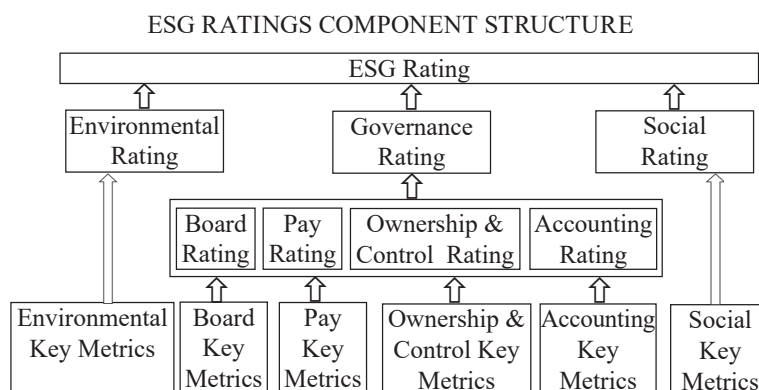 ESG RATINGS COMPONENT STRUCTURE
ESG Rating
Environmental
Rating
Governance
Rating
Social
Rating
Board
Rating
Pay
Rating
Ownership &
Control Rating
Accounting
Rating
Environmental
Key Metrics
Board
Key
Metrics
Pay
Key
Metrics
Ownership &
Control Key
Metrics
Accounting
Key
Metrics
Social
Key
Metrics